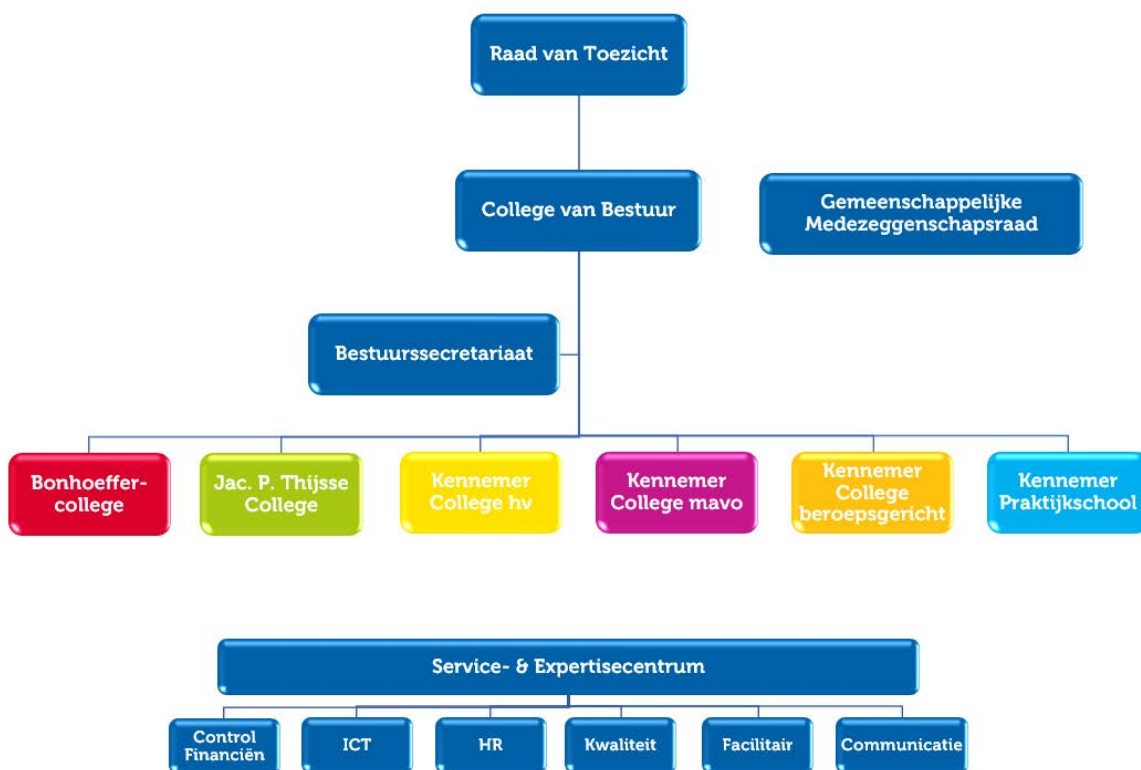 Raad van Toezicht
College van Bestuur
Gemeenschappelijke
Medezeggenschapsraad
Bestuurssecretariaat
Bonhoeffer-
college
Jac. P. Thijsse
College
Kennemer
College hv
Kennemer
College mavo
Kennemer
College
beroepsgericht
Kennemer
Praktijkschool
Service- & Expertisecentrum
Control
Financiën
ICT
HR
Kwaliteit
Facilitair
Communicatie